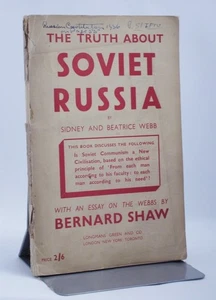 THE TRUTH ABOUT
SOVIET
RUSSIA
BY
SIDNEY AND BEATRICE WEBB
THIS BOOK DISCUSSES THE FOLLOWING
Is Soviet Communism a New
Civilisation, based on the ethical
principle of "From each man
according to his faculty - to each
man according to his need"?
WITH AN ESSAY ON THE WEBBS BY
BERNARD SHAW
LONGMANS GREEN AND CO.
LONDON NEW YORK TORONTO
PRICE 2/6